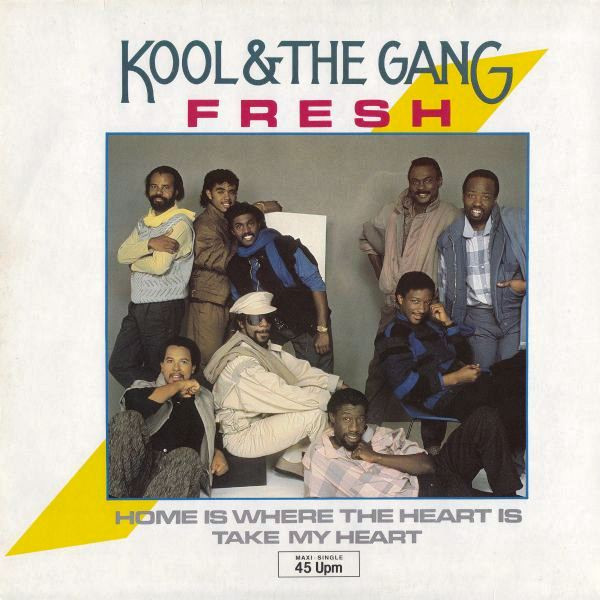 KOOL & THE GANG
FRESH
HOME IS WHERE THE HEART IS
TAKE MY HEART
MAXI-SINGLE
45 Upm